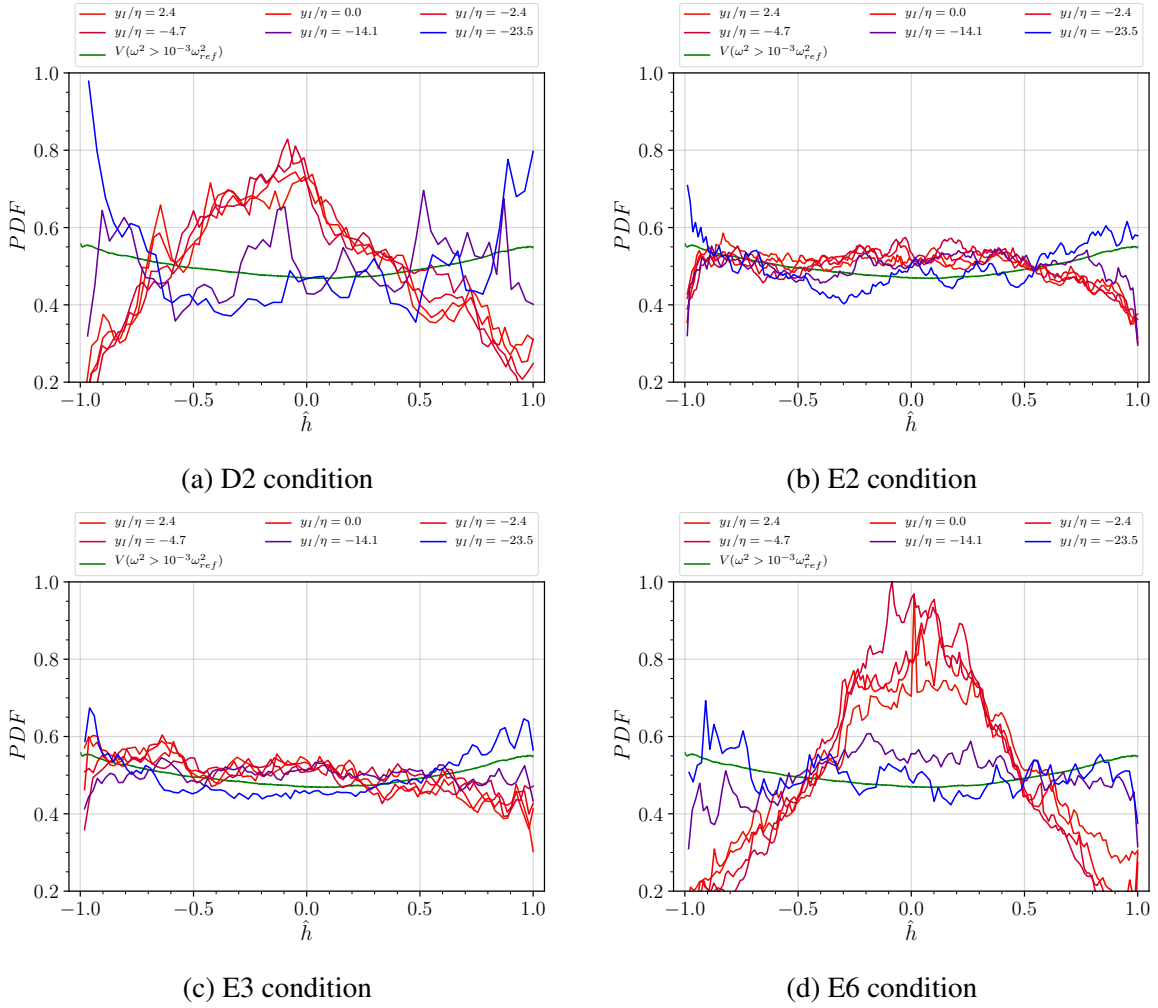 y_I/η = 2.4 y_I/η = 0.0 y_I/η = −2.4
y_I/η = −4.7 y_I/η = −14.1 y_I/η = −23.5
V(ω² > 10⁻³ω²_ref)
y_I/η = 2.4 y_I/η = 0.0 y_I/η = −2.4
y_I/η = −4.7 y_I/η = −14.1 y_I/η = −23.5
V(ω² > 10⁻³ω²_ref)
1.0
0.8
0.6
0.4
0.2
PDF
−1.0 −0.5 0.0 0.5 1.0
ĥ
1.0
0.8
0.6
0.4
0.2
PDF
−1.0 −0.5 0.0 0.5 1.0
ĥ
(a) D2 condition
(b) E2 condition
y_I/η = 2.4 y_I/η = 0.0 y_I/η = −2.4
y_I/η = −4.7 y_I/η = −14.1 y_I/η = −23.5
V(ω² > 10⁻³ω²_ref)
y_I/η = 2.4 y_I/η = 0.0 y_I/η = −2.4
y_I/η = −4.7 y_I/η = −14.1 y_I/η = −23.5
V(ω² > 10⁻³ω²_ref)
1.0
0.8
0.6
0.4
0.2
PDF
−1.0 −0.5 0.0 0.5 1.0
ĥ
1.0
0.8
0.6
0.4
0.2
PDF
−1.0 −0.5 0.0 0.5 1.0
ĥ
(c) E3 condition
(d) E6 condition